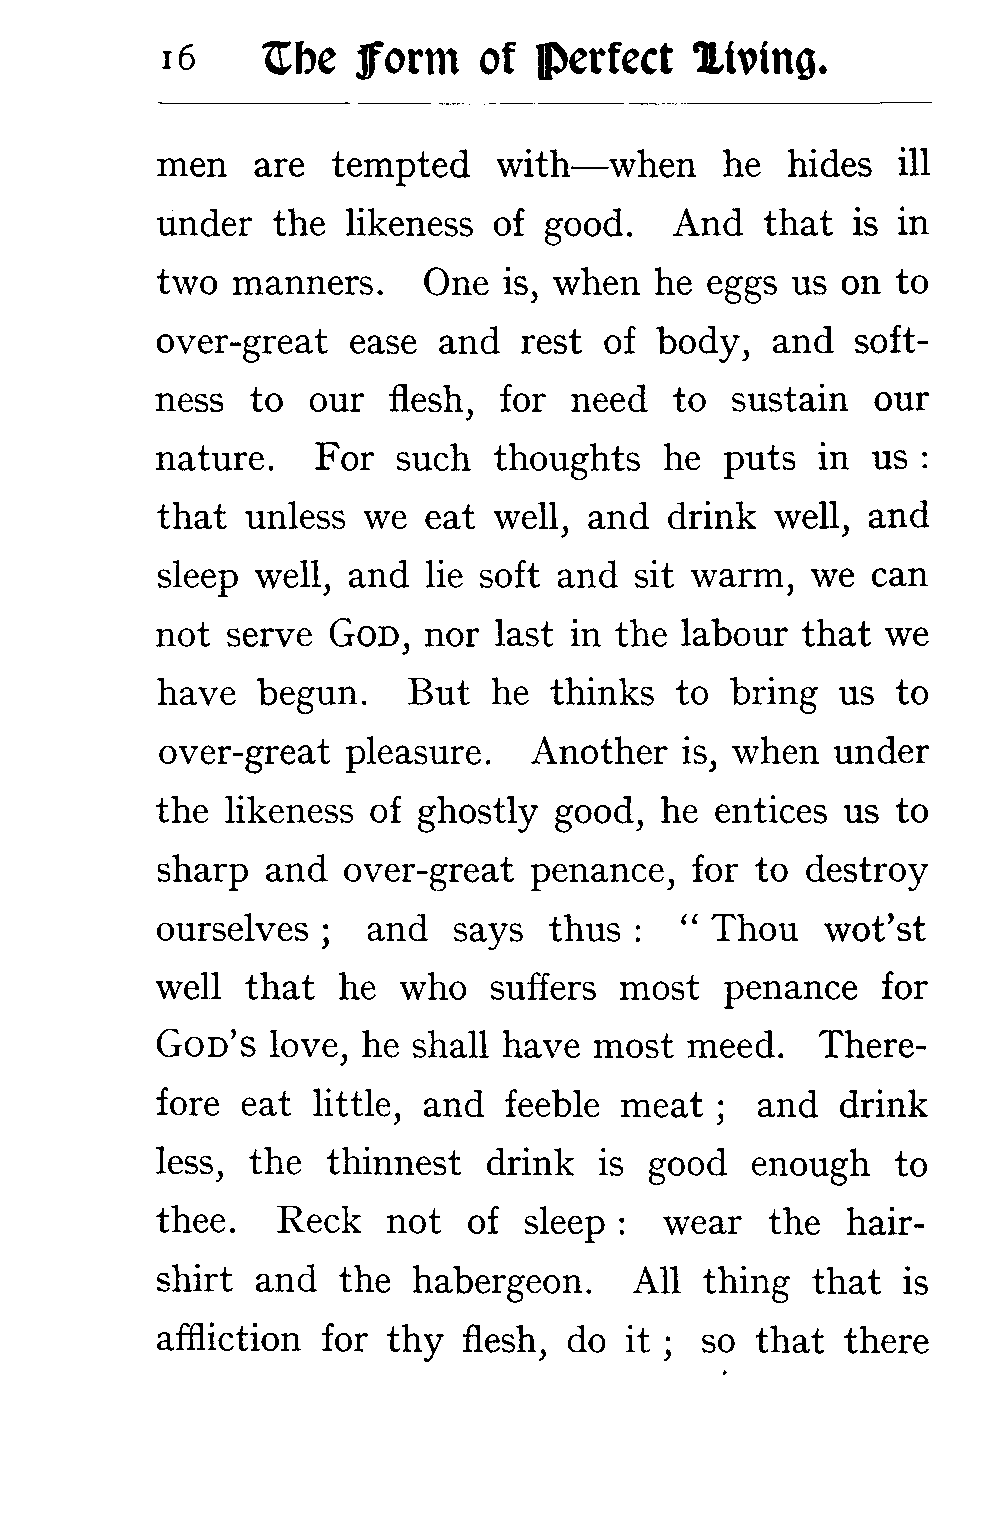 16 The Form of Perfect Living.
men are tempted with—when he hides ill
under the likeness of good. And that is in
two manners. One is, when he eggs us on to
over-great ease and rest of body, and soft-
ness to our flesh, for need to sustain our
nature. For such thoughts he puts in us :
that unless we eat well, and drink well, and
sleep well, and lie soft and sit warm, we can
not serve GOD, nor last in the labour that we
have begun. But he thinks to bring us to
over-great pleasure. Another is, when under
the likeness of ghostly good, he entices us to
sharp and over-great penance, for to destroy
ourselves ; and says thus : “ Thou wot’st
well that he who suffers most penance for
GOD’S love, he shall have most meed. There-
fore eat little, and feeble meat ; and drink
less, the thinnest drink is good enough to
thee. Reck not of sleep : wear the hair-
shirt and the habergeon. All thing that is
affliction for thy flesh, do it ; so that there